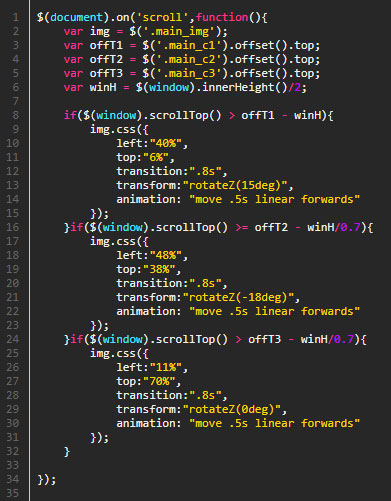 1 $(document).on('scroll',function(){
2     var img = $('.main_img');
3     var offT1 = $('.main_c1').offset().top;
4     var offT2 = $('.main_c2').offset().top;
5     var offT3 = $('.main_c3').offset().top;
6     var winH = $(window).innerHeight()/2;
7
8     if($(window).scrollTop() > offT1 - winH){
9         img.css({
10             left:"40%",
11             top:"6%",
12             transition:".8s",
13             transform:"rotateZ(15deg)",
14             animation: "move .5s linear forwards"
15         });
16     }if($(window).scrollTop() >= offT2 - winH/0.7){
17         img.css({
18             left:"48%",
19             top:"38%",
20             transition:".8s",
21             transform:"rotateZ(-18deg)",
22             animation: "move .5s linear forwards"
23         });
24     }if($(window).scrollTop() > offT3 - winH/0.7){
25         img.css({
26             left:"11%",
27             top:"70%",
28             transition:".8s",
29             transform:"rotateZ(0deg)",
30             animation: "move .5s linear forwards"
31         });
32     }
33
34 });
35